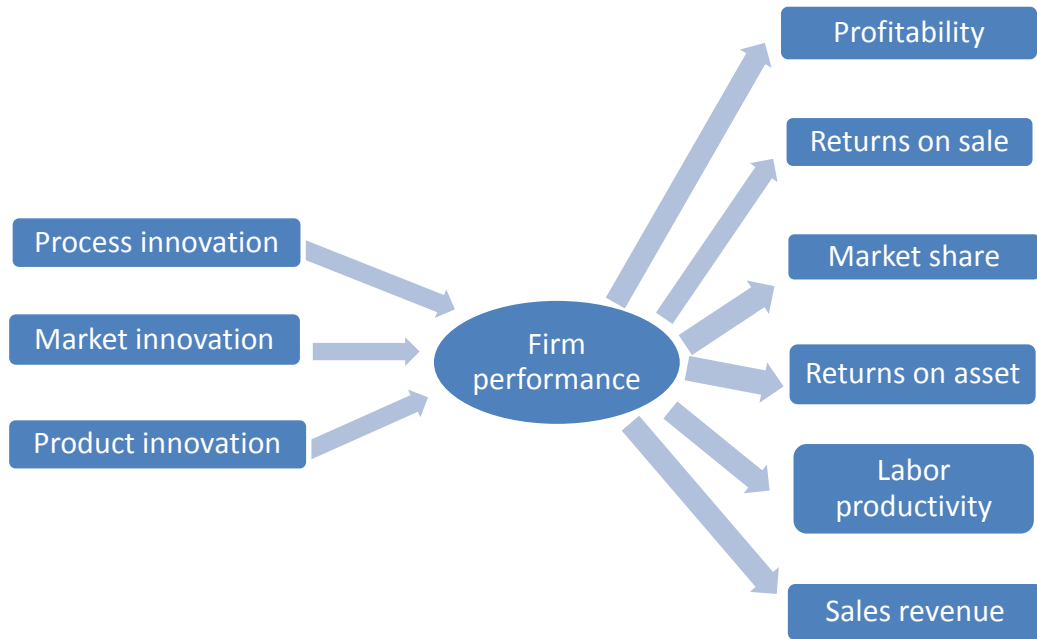 Process innovation
Market innovation
Product innovation
Firm
performance
Profitability
Returns on sale
Market share
Returns on asset
Labor
productivity
Sales revenue